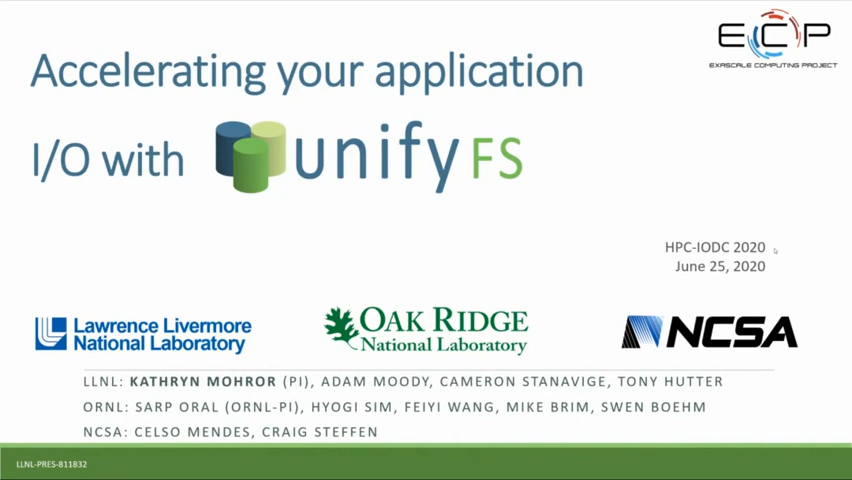 ECP
EXASCALE COMPUTING PROJECT
Accelerating your application
I/O with unify FS
HPC-IODC 2020
June 25, 2020
Lawrence Livermore
National Laboratory
OAK RIDGE
National Laboratory
NCSA
LLNL: KATHRYN MOHROR (PI), ADAM MOODY, CAMERON STANAVIGE, TONY HUTTER
ORNL: SARP ORAL (ORNL-PI), HYOGI SIM, FEIYI WANG, MIKE BRIM, SWEN BOEHM
NCSA: CELSO MENDES, CRAIG STEFFEN
LLNL-PRES-811832